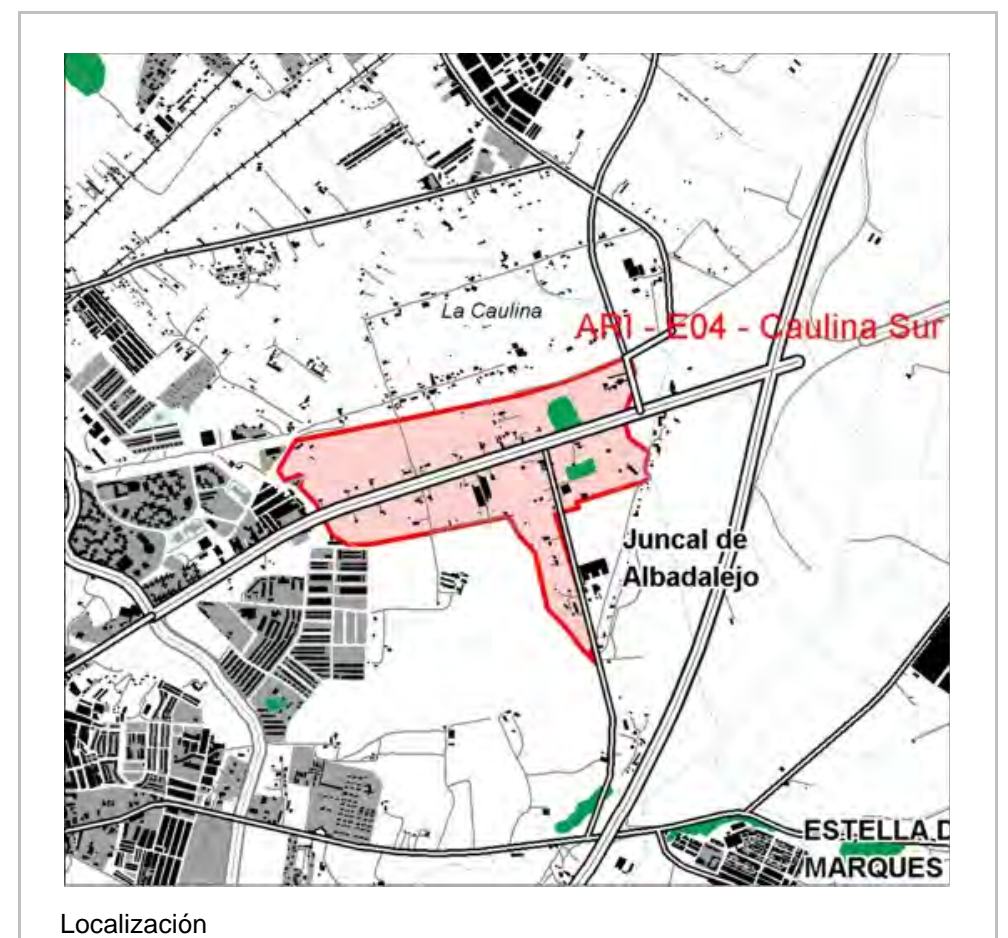 La Caulina
ARI - E04 - Caulina Sur
Juncal de
Albadalejo
ESTELLA D
MARQUES
Localización